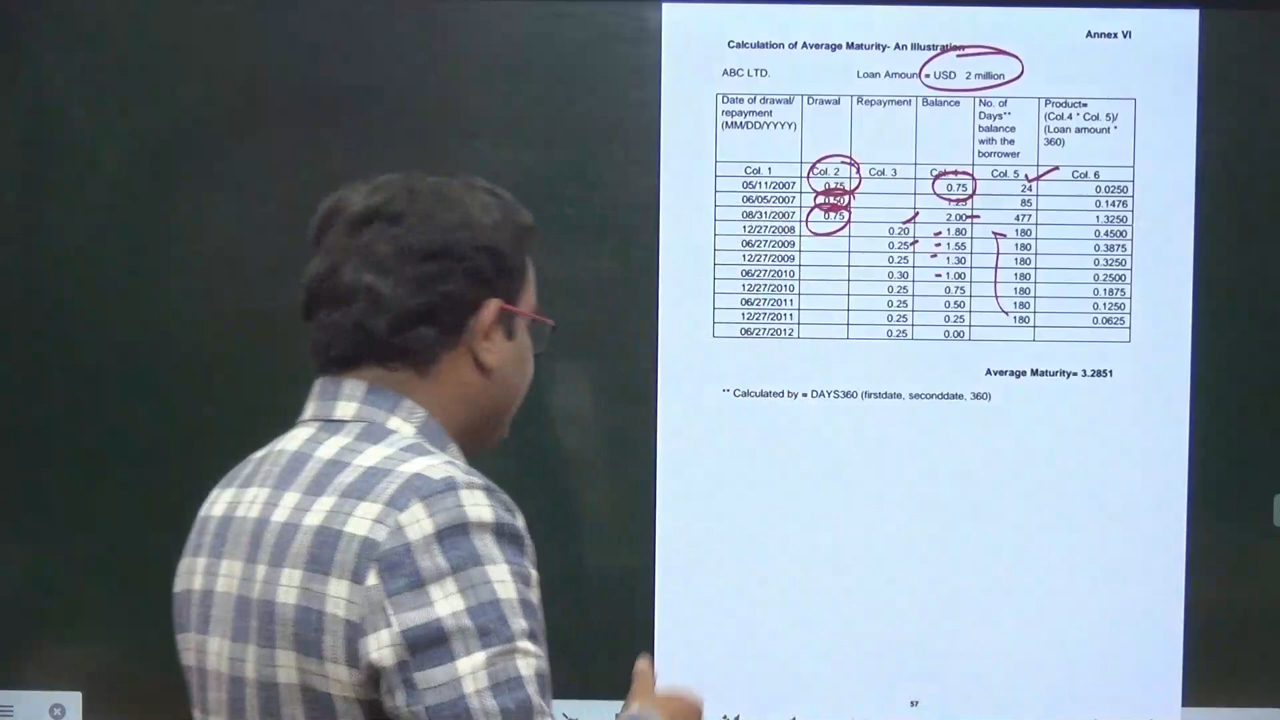 Annex VI
Calculation of Average Maturity- An Illustration
ABC LTD. Loan Amount = USD 2 million
Date of drawal/ repayment (MM/DD/YYYY) Drawal Repayment Balance No. of Days** balance with the borrower Product= (Col.4 * Col. 5)/ (Loan amount * 360)
Col. 1 Col. 2 Col. 3 Col. 4 Col. 5 Col. 6
05/11/2007 0.75 0.75 24 0.0250
06/05/2007 0.50 1.25 85 0.1476
08/31/2007 0.75 2.00 477 1.3250
12/27/2008 0.20 1.80 180 0.4500
06/27/2009 0.25 1.55 180 0.3875
12/27/2009 0.25 1.30 180 0.3250
06/27/2010 0.30 1.00 180 0.2500
12/27/2010 0.25 0.75 180 0.1875
06/27/2011 0.25 0.50 180 0.1250
12/27/2011 0.25 0.25 180 0.0625
06/27/2012 0.25 0.00
Average Maturity= 3.2851
** Calculated by = DAYS360 (firstdate, seconddate, 360)
57